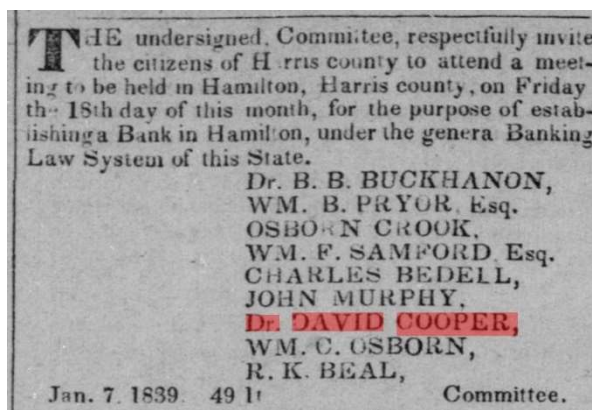 THE undersigned, Committee, respectfully invite
the citizens of H rris county to attend a meet-
ing to be held in Hamilton, Harris county, on Friday
the 18th day of this month, for the purpose of estab-
lishing a Bank in Hamilton, under the genera Banking
Law System of this State.
Dr. B. B. BUCKHANON,
WM. B. PRYOR, Esq.
OSBORN CROOK,
WM. F. SAMFORD, Esq.
CHARLES BEDELL,
JOHN MURPHY,
Dr. DAVID COOPER,
WM. C. OSBORN,
R. K. BEAL,
Jan. 7. 1839. 49 1t Committee.